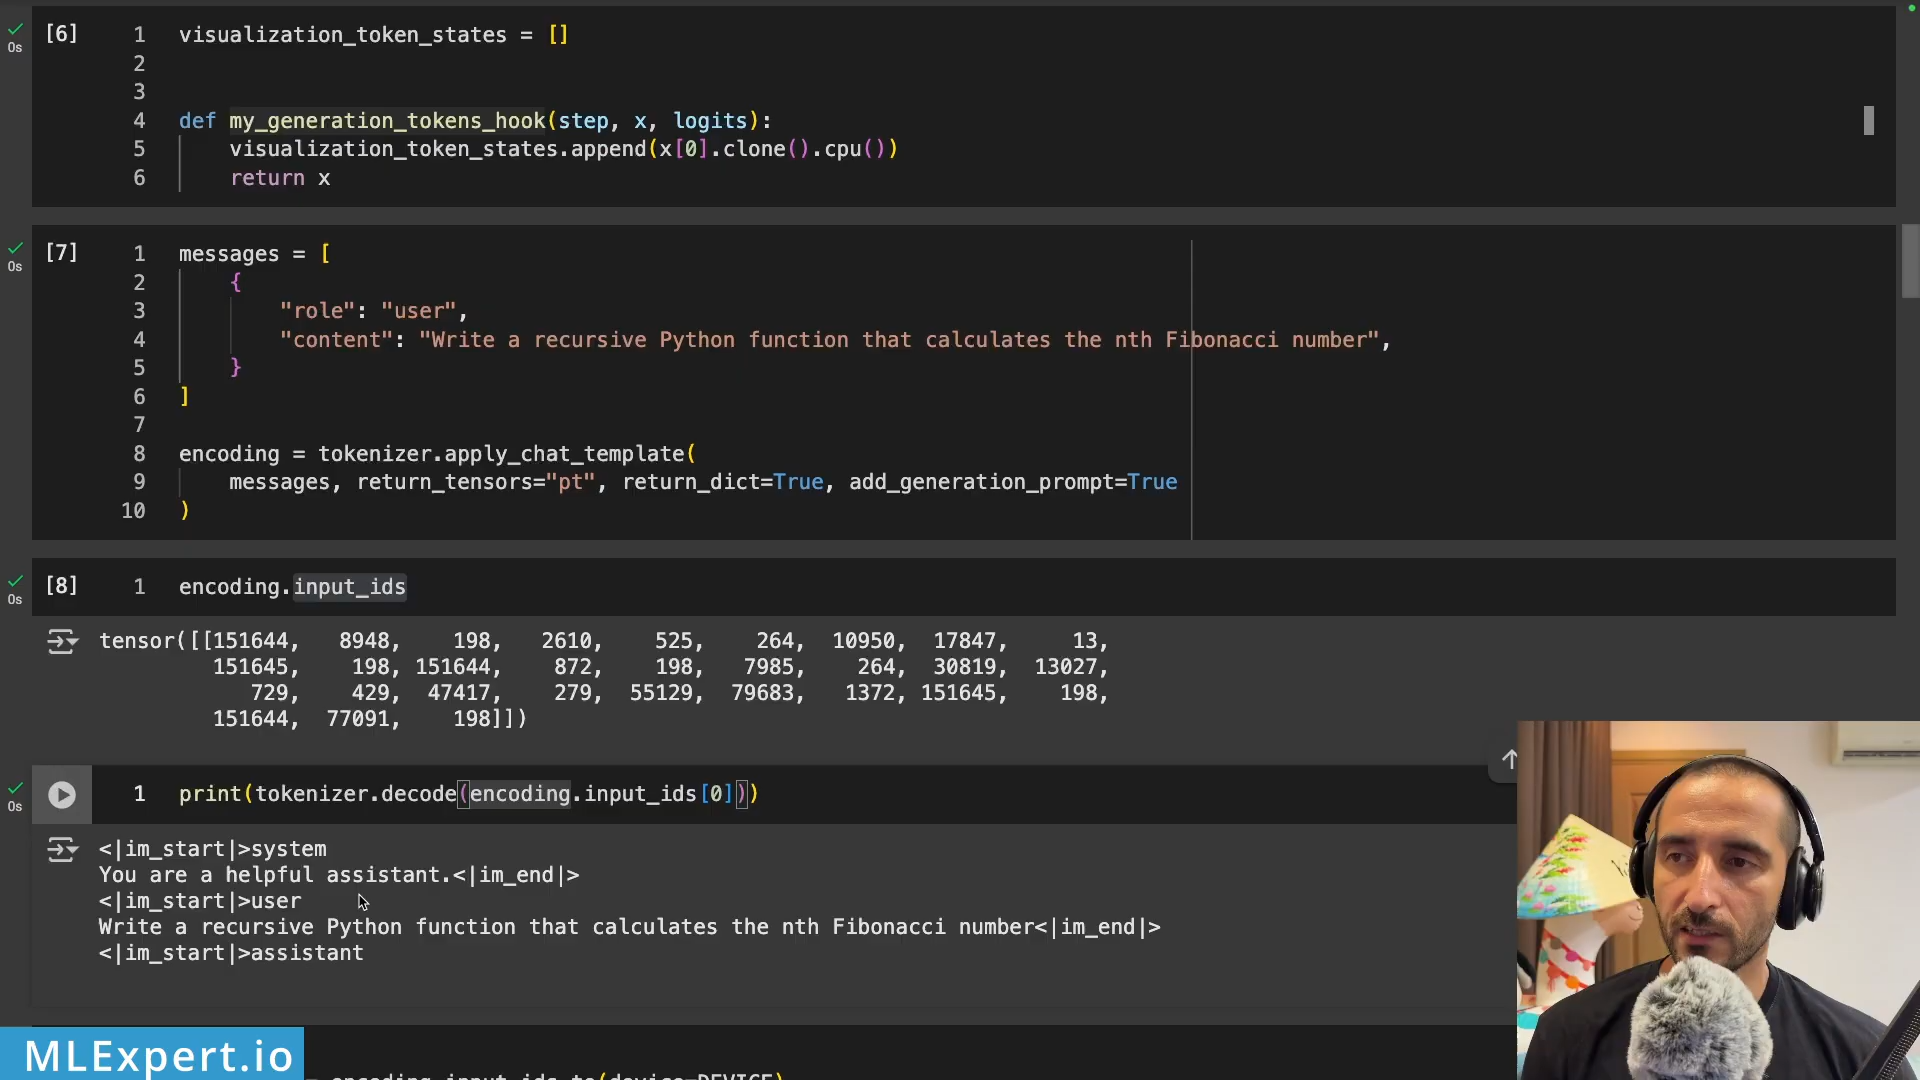 [6]
0s
1 visualization_token_states = []
2
3
4 def my_generation_tokens_hook(step, x, logits):
5 visualization_token_states.append(x[0].clone().cpu())
6 return x
[7]
0s
1 messages = [
2 {
3 "role": "user",
4 "content": "Write a recursive Python function that calculates the nth Fibonacci number",
5 }
6 ]
7
8 encoding = tokenizer.apply_chat_template(
9 messages, return_tensors="pt", return_dict=True, add_generation_prompt=True
10 )
[8]
0s
1 encoding.input_ids
tensor([[151644, 8948, 198, 2610, 525, 264, 10950, 17847, 13,
151645, 198, 151644, 872, 198, 7985, 264, 30819, 13027,
729, 429, 47417, 279, 55129, 79683, 1372, 151645, 198,
151644, 77091, 198]])
0s
1 print(tokenizer.decode(encoding.input_ids[0]))
<|im_start|>system
You are a helpful assistant.<|im_end|>
<|im_start|>user
Write a recursive Python function that calculates the nth Fibonacci number<|im_end|>
<|im_start|>assistant
MLExpert.io
encoding.input_ids.to(device=DEVICE)